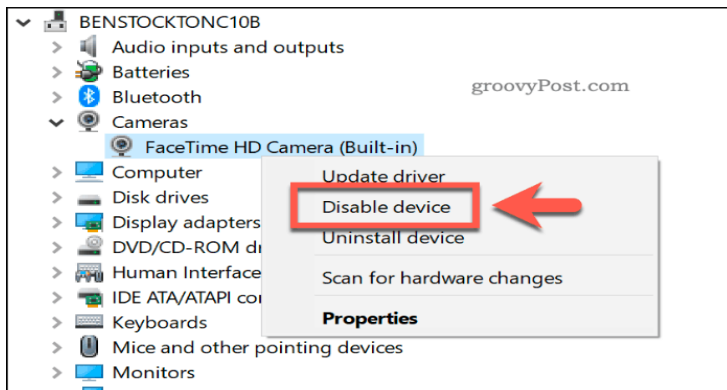 BENSTOCKTONC10B
Audio inputs and outputs
Batteries
groovyPost.com
Bluetooth
Cameras
FaceTime HD Camera (Built-in)
Computer
Update driver
Disk drives
Disable device
Display adapters
Uninstall device
DVD/CD-ROM
Human Interface
Scan for hardware changes
IDE ATA/ATAPI
Keyboards
Properties
Mice and other pointing devices
Monitors